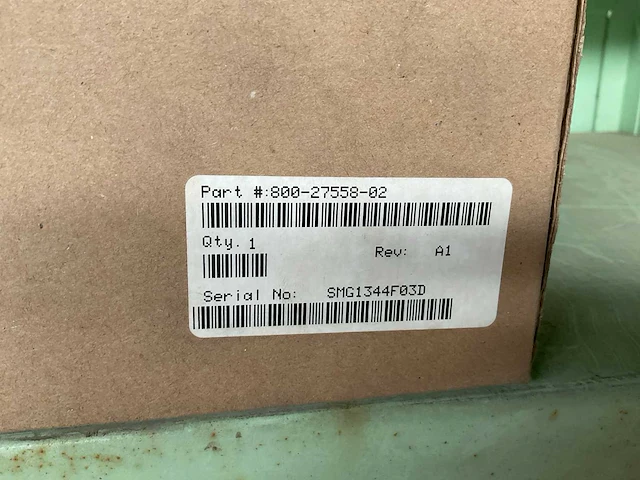 Part #:800-27558-02
Qty. 1
Rev: A1
Serial No: SMG1344F03D